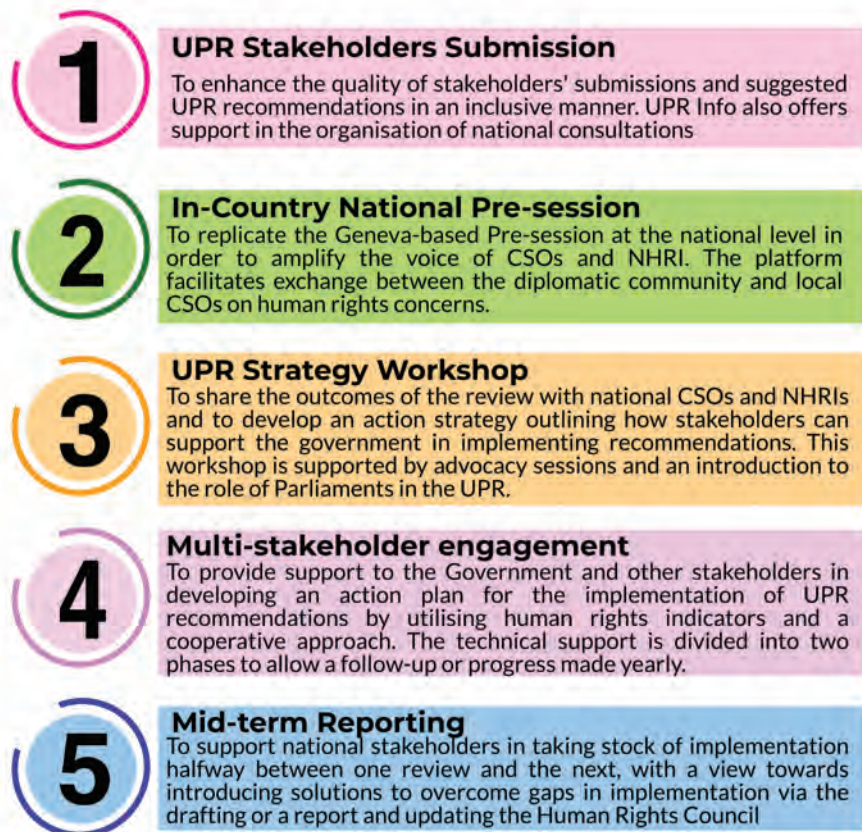 1
UPR Stakeholders Submission
To enhance the quality of stakeholders' submissions and suggested
UPR recommendations in an inclusive manner. UPR Info also offers
support in the organisation of national consultations
2
In-Country National Pre-session
To replicate the Geneva-based Pre-session at the national level in
order to amplify the voice of CSOs and NHRI. The platform
facilitates exchange between the diplomatic community and local
CSOs on human rights concerns.
3
UPR Strategy Workshop
To share the outcomes of the review with national CSOs and NHRIs
and to develop an action strategy outlining how stakeholders can
support the government in implementing recommendations. This
workshop is supported by advocacy sessions and an introduction to
the role of Parliaments in the UPR.
4
Multi-stakeholder engagement
To provide support to the Government and other stakeholders in
developing an action plan for the implementation of UPR
recommendations by utilising human rights indicators and a
cooperative approach. The technical support is divided into two
phases to allow a follow-up or progress made yearly.
5
Mid-term Reporting
To support national stakeholders in taking stock of implementation
halfway between one review and the next, with a view towards
introducing solutions to overcome gaps in implementation via the
drafting or a report and updating the Human Rights Council